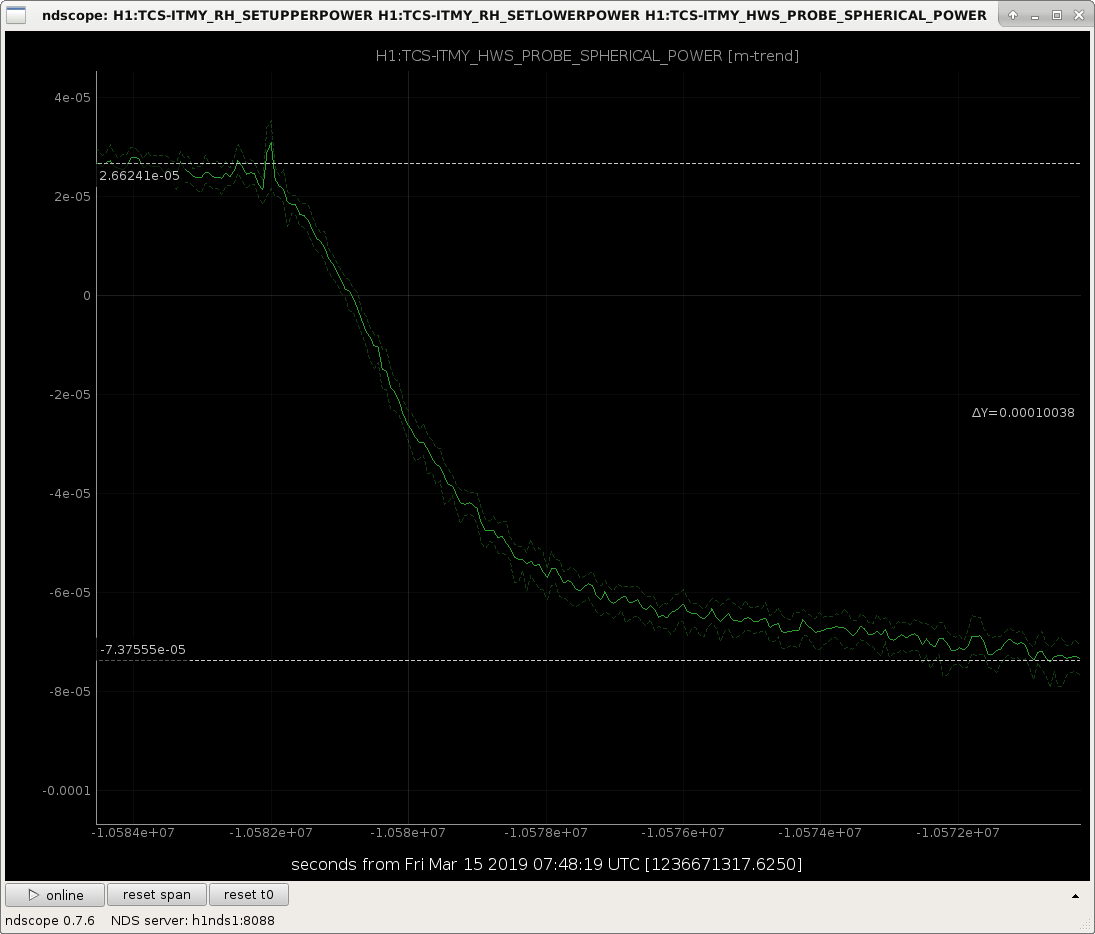 ndscope: H1:TCS-ITMY_RH_SETUPPERPOWER H1:TCS-ITMY_RH_SETLOWERPOWER H1:TCS-ITMY_HWS_PROBE_SPHERICAL_POWER
H1:TCS-ITMY_HWS_PROBE_SPHERICAL_POWER [m-trend]
4e-05
2.66241e-05
2e-05
0
-2e-05
ΔY=0.00010038
-4e-05
-6e-05
-7.37555e-05
-8e-05
-0.0001
-1.0584e+07 -1.0582e+07 -1.058e+07 -1.0578e+07 -1.0576e+07 -1.0574e+07 -1.0572e+07
seconds from Fri Mar 15 2019 07:48:19 UTC [1236671317.6250]
online reset span reset t0
ndscope 0.7.6 NDS server: h1nds1:8088